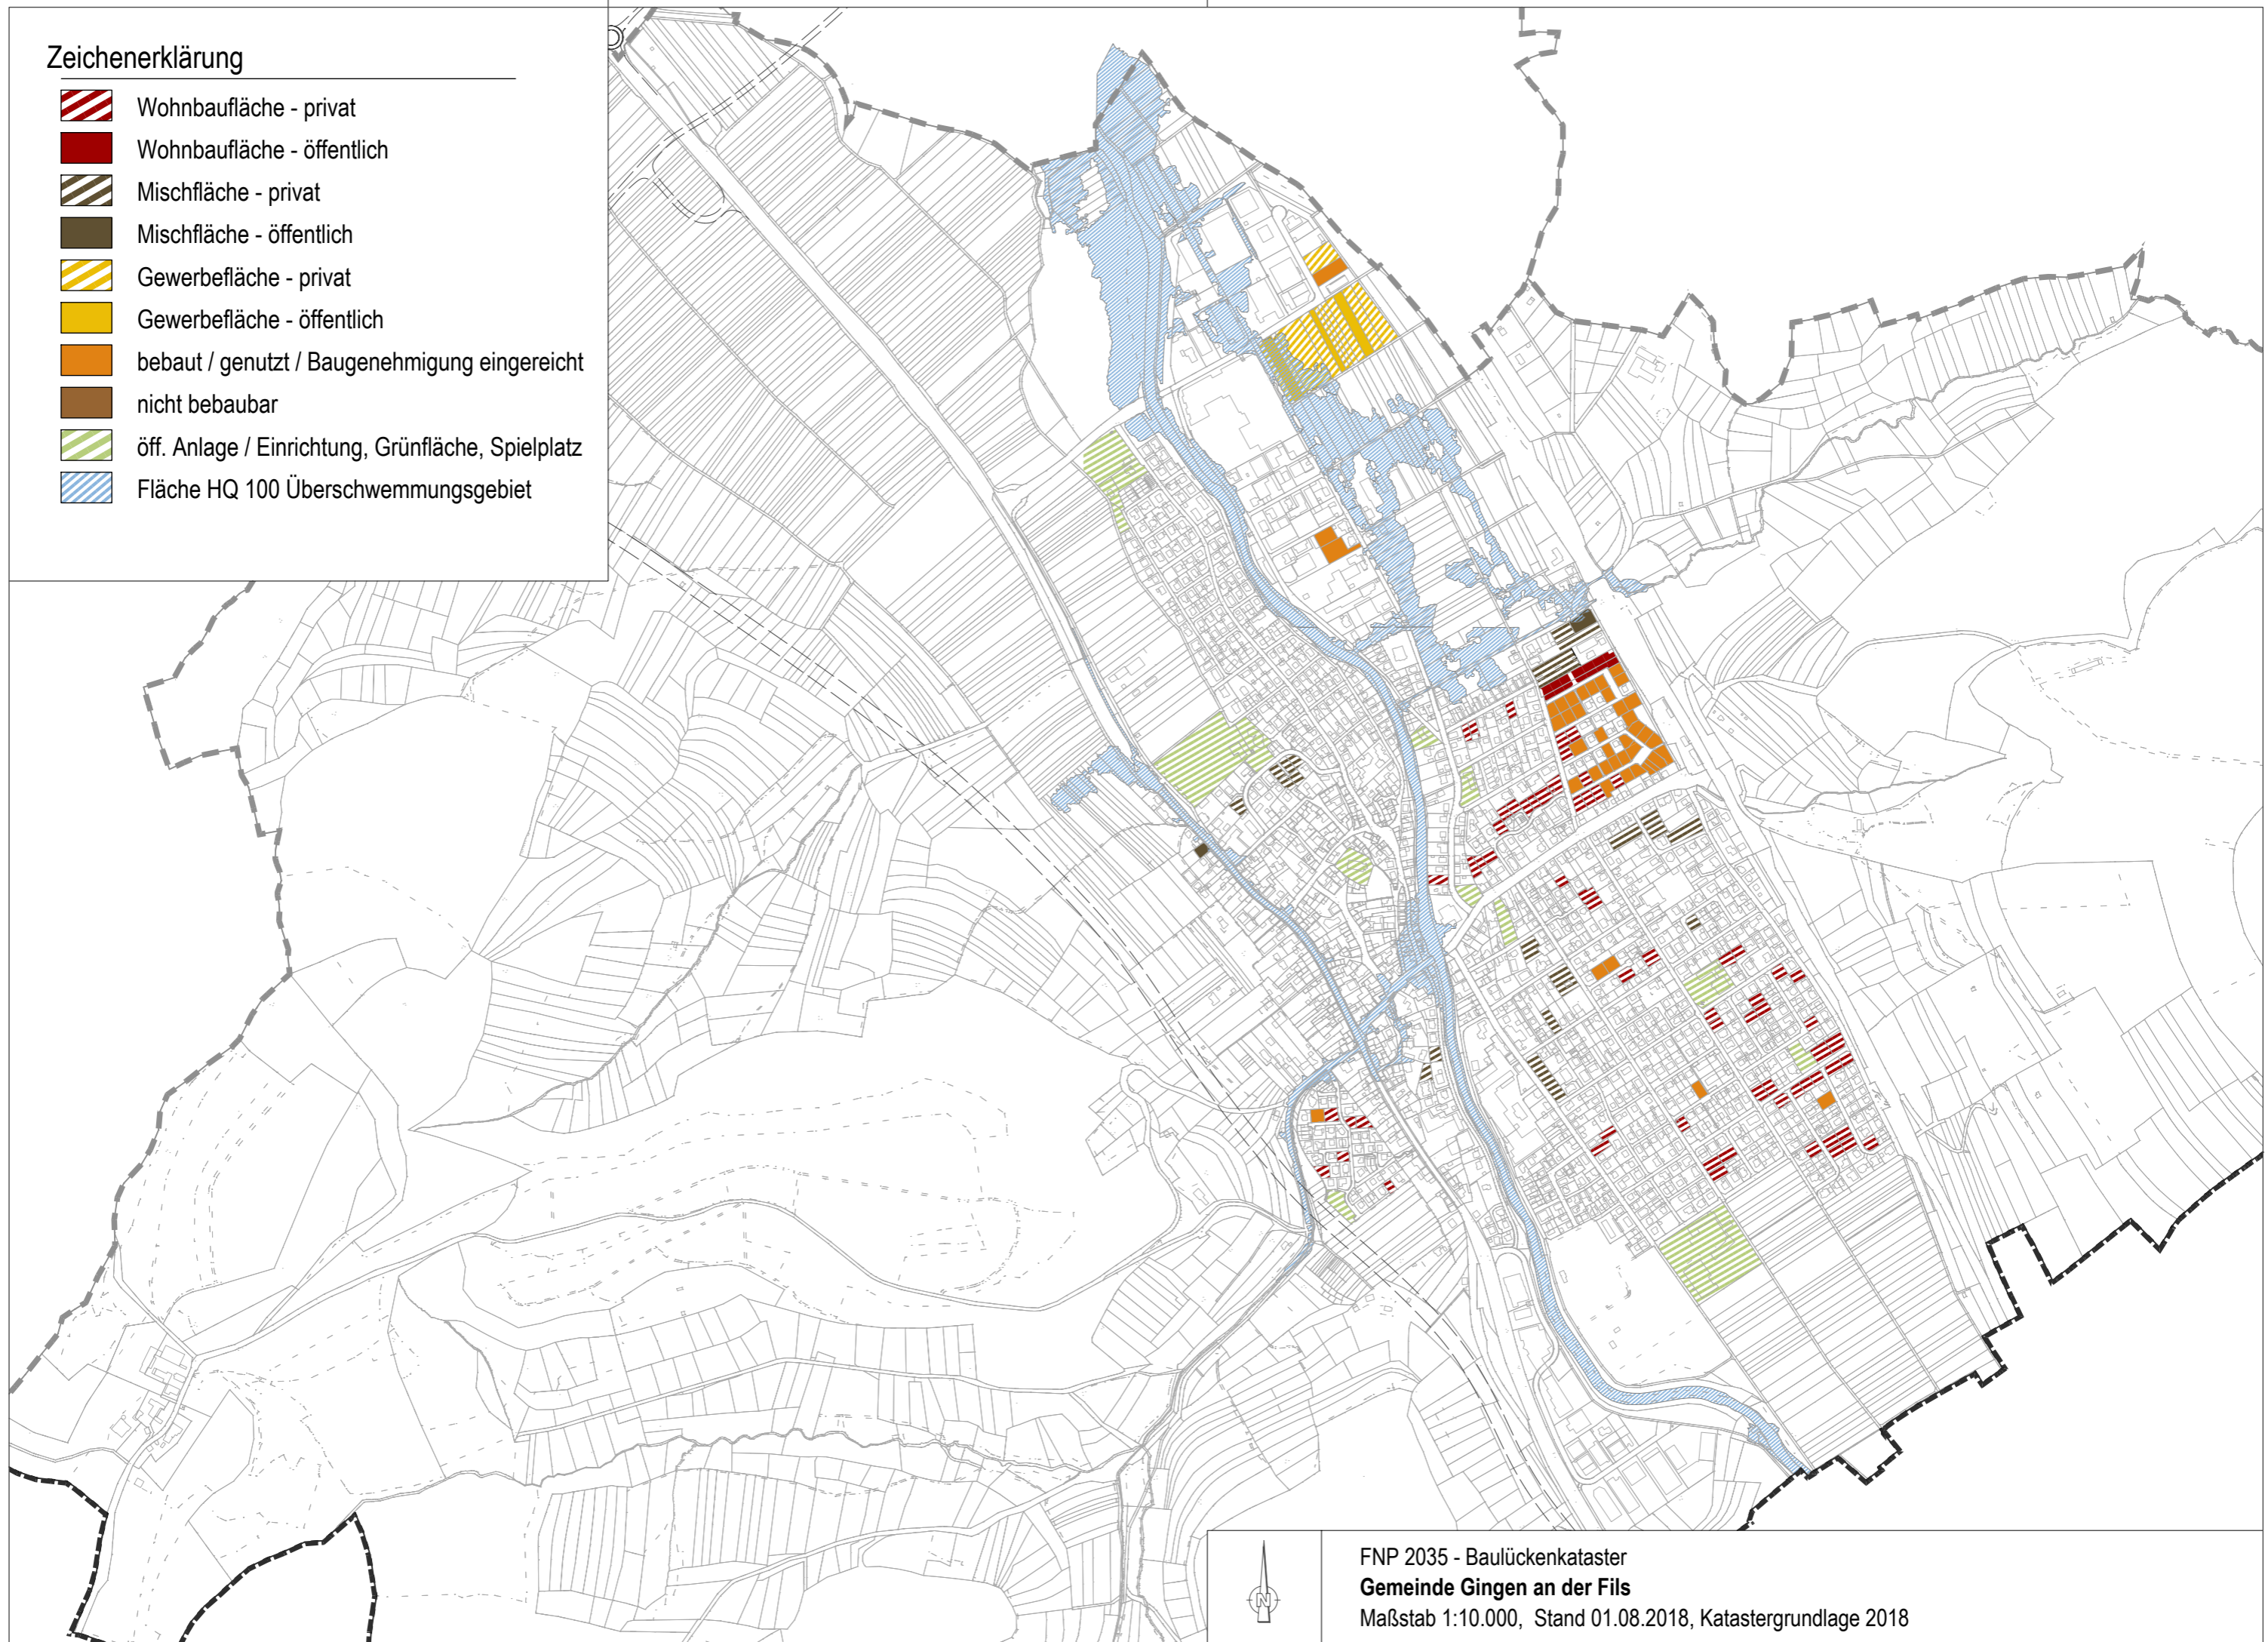 Zeichenerklärung
Wohnbaufläche - privat
Wohnbaufläche - öffentlich
Mischfläche - privat
Mischfläche - öffentlich
Gewerbefläche - privat
Gewerbefläche - öffentlich
bebaut / genutzt / Baugenehmigung eingereicht
nicht bebaubar
öff. Anlage / Einrichtung, Grünfläche, Spielplatz
Fläche HQ 100 Überschwemmungsgebiet
N
FNP 2035 - Baulückenkataster
Gemeinde Gingen an der Fils
Maßstab 1:10.000, Stand 01.08.2018, Katastergrundlage 2018